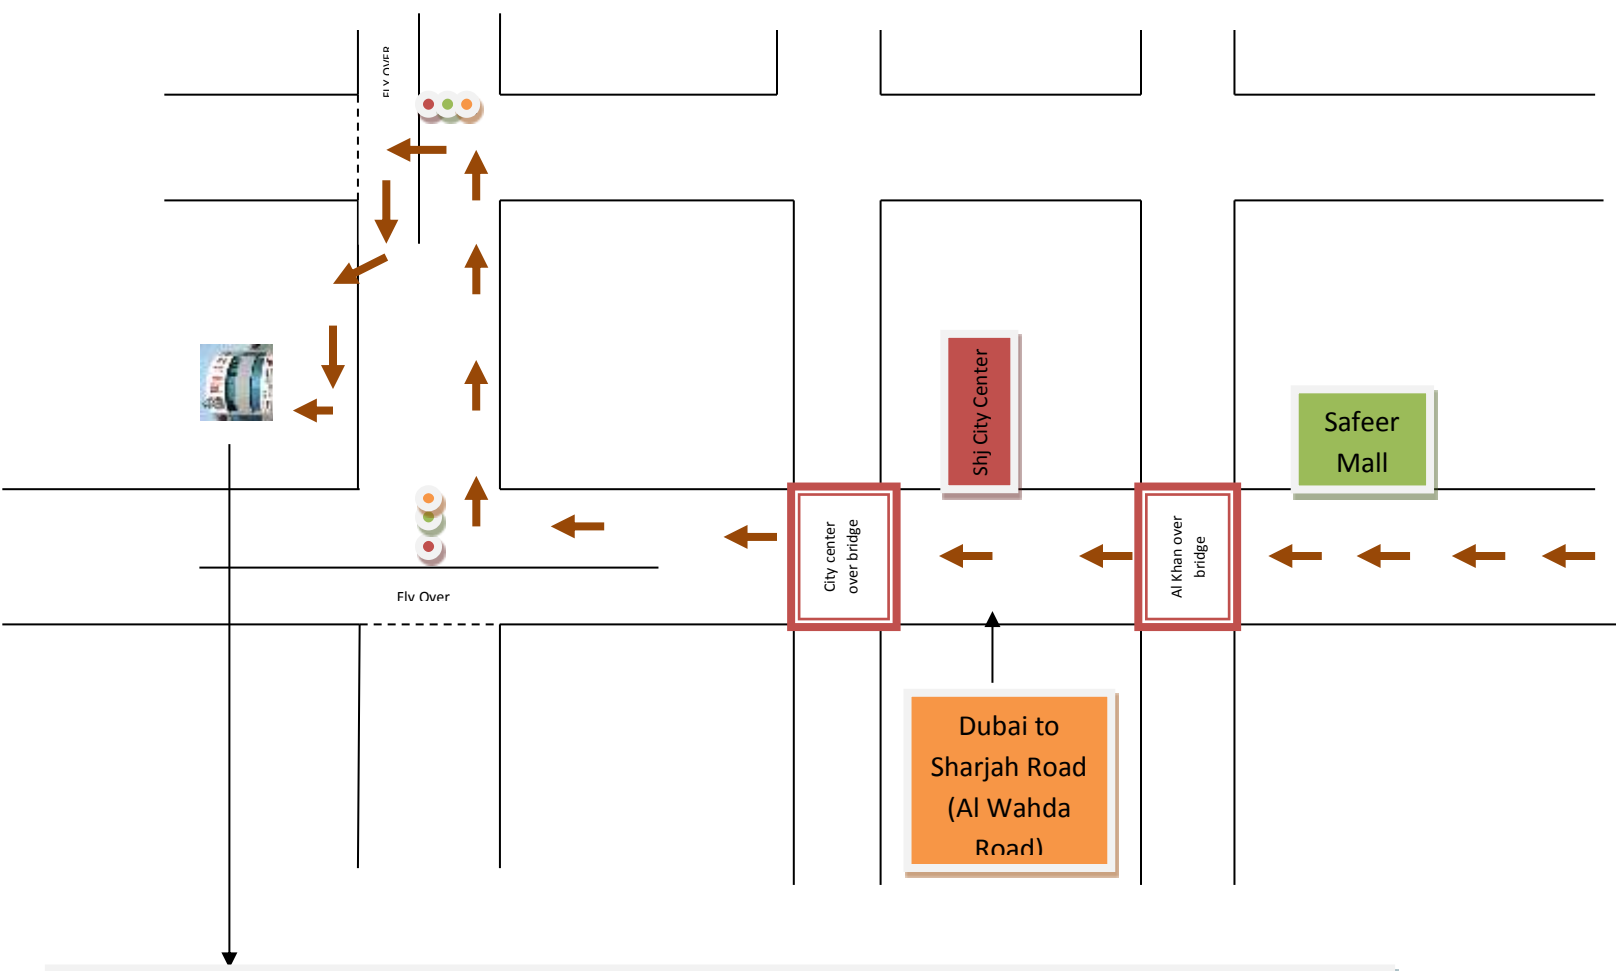 FLY OVER
Shj City Center
Safeer
Mall
City center
over bridge
Al Khan over
bridge
Fly Over
Dubai to
Sharjah Road
(Al Wahda
Road)